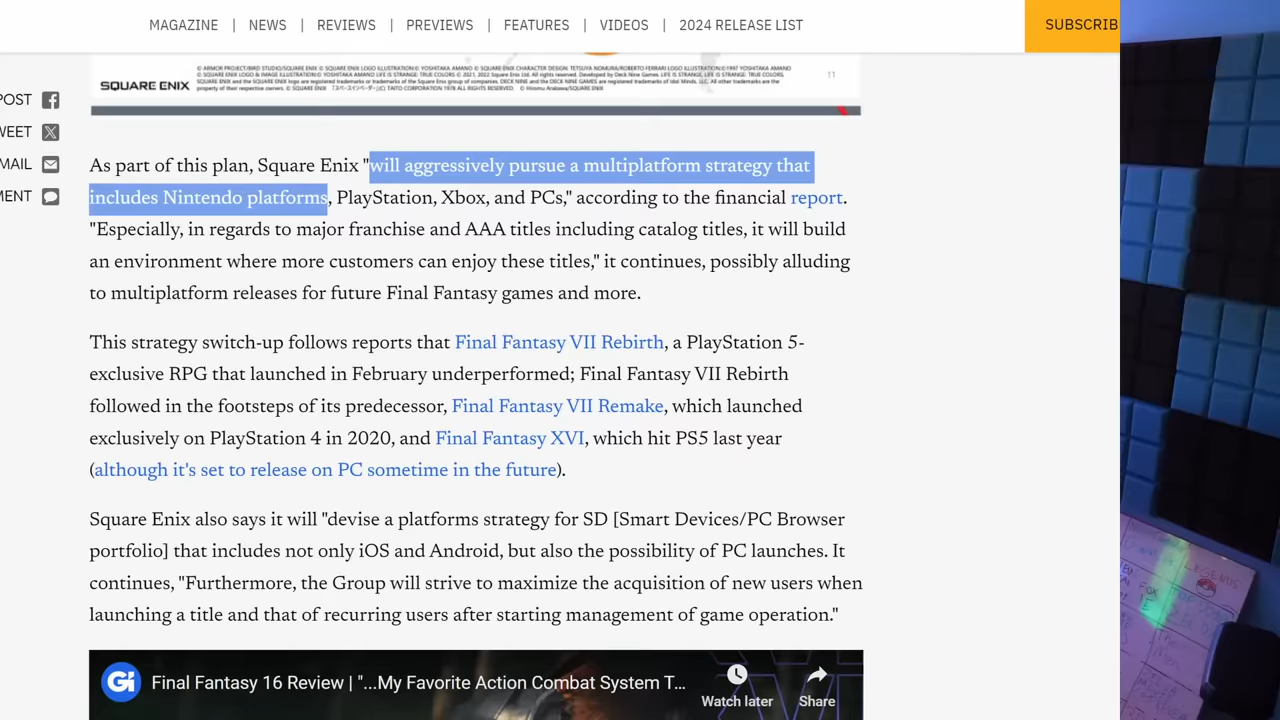 MAGAZINE | NEWS | REVIEWS | PREVIEWS | FEATURES | VIDEOS | 2024 RELEASE LIST
SUBSCRIB
SQUARE ENIX
11
POST
WEET
MAIL
MENT
As part of this plan, Square Enix "will aggressively pursue a multiplatform strategy that
includes Nintendo platforms, PlayStation, Xbox, and PCs," according to the financial report.
"Especially, in regards to major franchise and AAA titles including catalog titles, it will build
an environment where more customers can enjoy these titles," it continues, possibly alluding
to multiplatform releases for future Final Fantasy games and more.
This strategy switch-up follows reports that Final Fantasy VII Rebirth, a PlayStation 5-
exclusive RPG that launched in February underperformed; Final Fantasy VII Rebirth
followed in the footsteps of its predecessor, Final Fantasy VII Remake, which launched
exclusively on PlayStation 4 in 2020, and Final Fantasy XVI, which hit PS5 last year
(although it's set to release on PC sometime in the future).
Square Enix also says it will "devise a platforms strategy for SD [Smart Devices/PC Browser
portfolio] that includes not only iOS and Android, but also the possibility of PC launches. It
continues, "Furthermore, the Group will strive to maximize the acquisition of new users when
launching a title and that of recurring users after starting management of game operation."
Gi
Final Fantasy 16 Review | "...My Favorite Action Combat System T...
Watch later
Share
LEGENDS